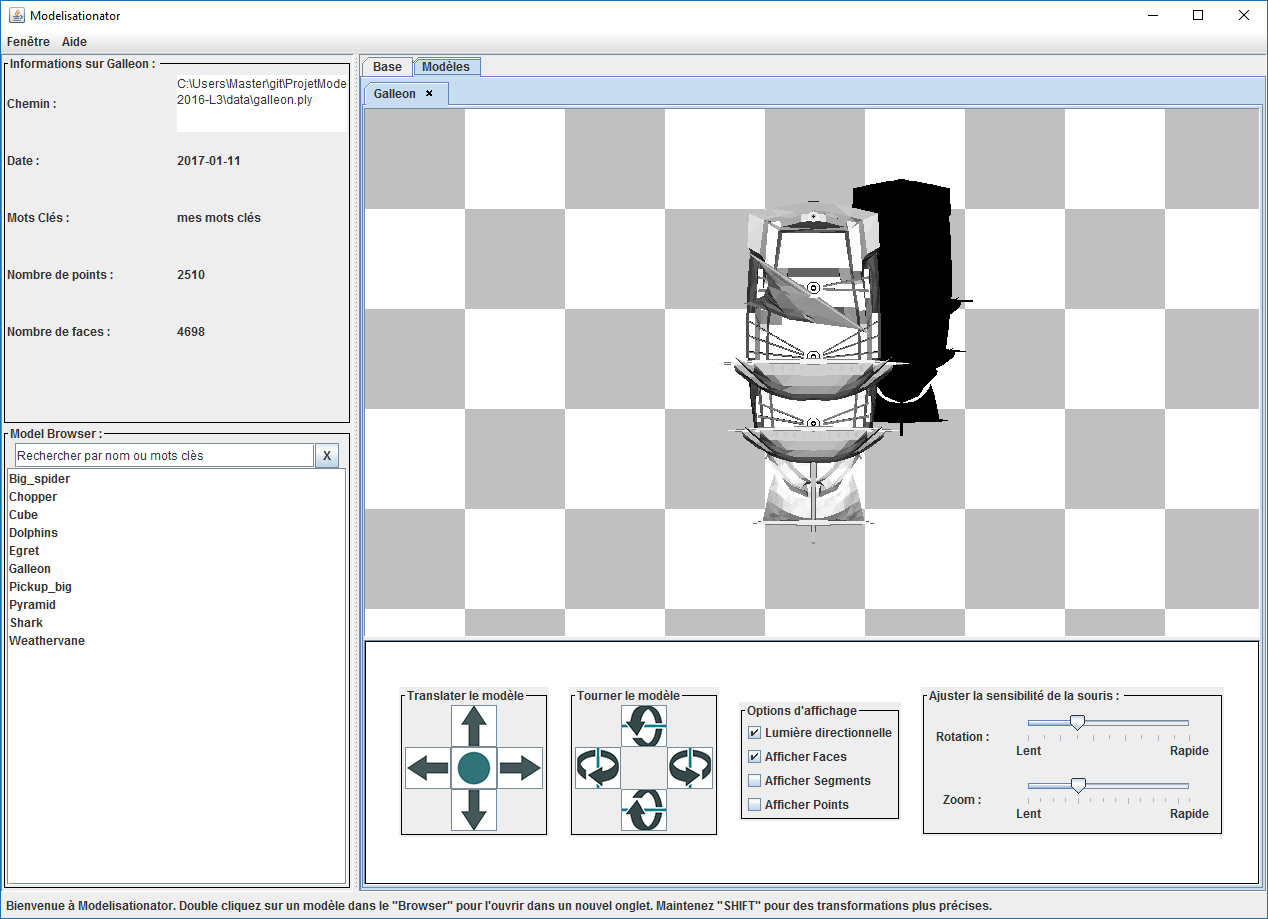 Modelisationator
Fenêtre Aide
Informations sur Galleon :
Chemin : C:\Users\Master\git\ProjetMode
2016-L3\data\galleon.ply
Date : 2017-01-11
Mots Clés : mes mots clés
Nombre de points : 2510
Nombre de faces : 4698
Model Browser :
Rechercher par nom ou mots clès X
Big_spider
Chopper
Cube
Dolphins
Egret
Galleon
Pickup_big
Pyramid
Shark
Weathervane
Base Modèles
Galleon
Translater le modèle
Tourner le modèle
Options d'affichage
Lumière directionnelle
Afficher Faces
Afficher Segments
Afficher Points
Ajuster la sensibilité de la souris :
Rotation :
Lent Rapide
Zoom :
Lent Rapide
Bienvenue à Modelisationator. Double cliquez sur un modèle dans le "Browser" pour l'ouvrir dans un nouvel onglet. Maintenez "SHIFT" pour des transformations plus précises.